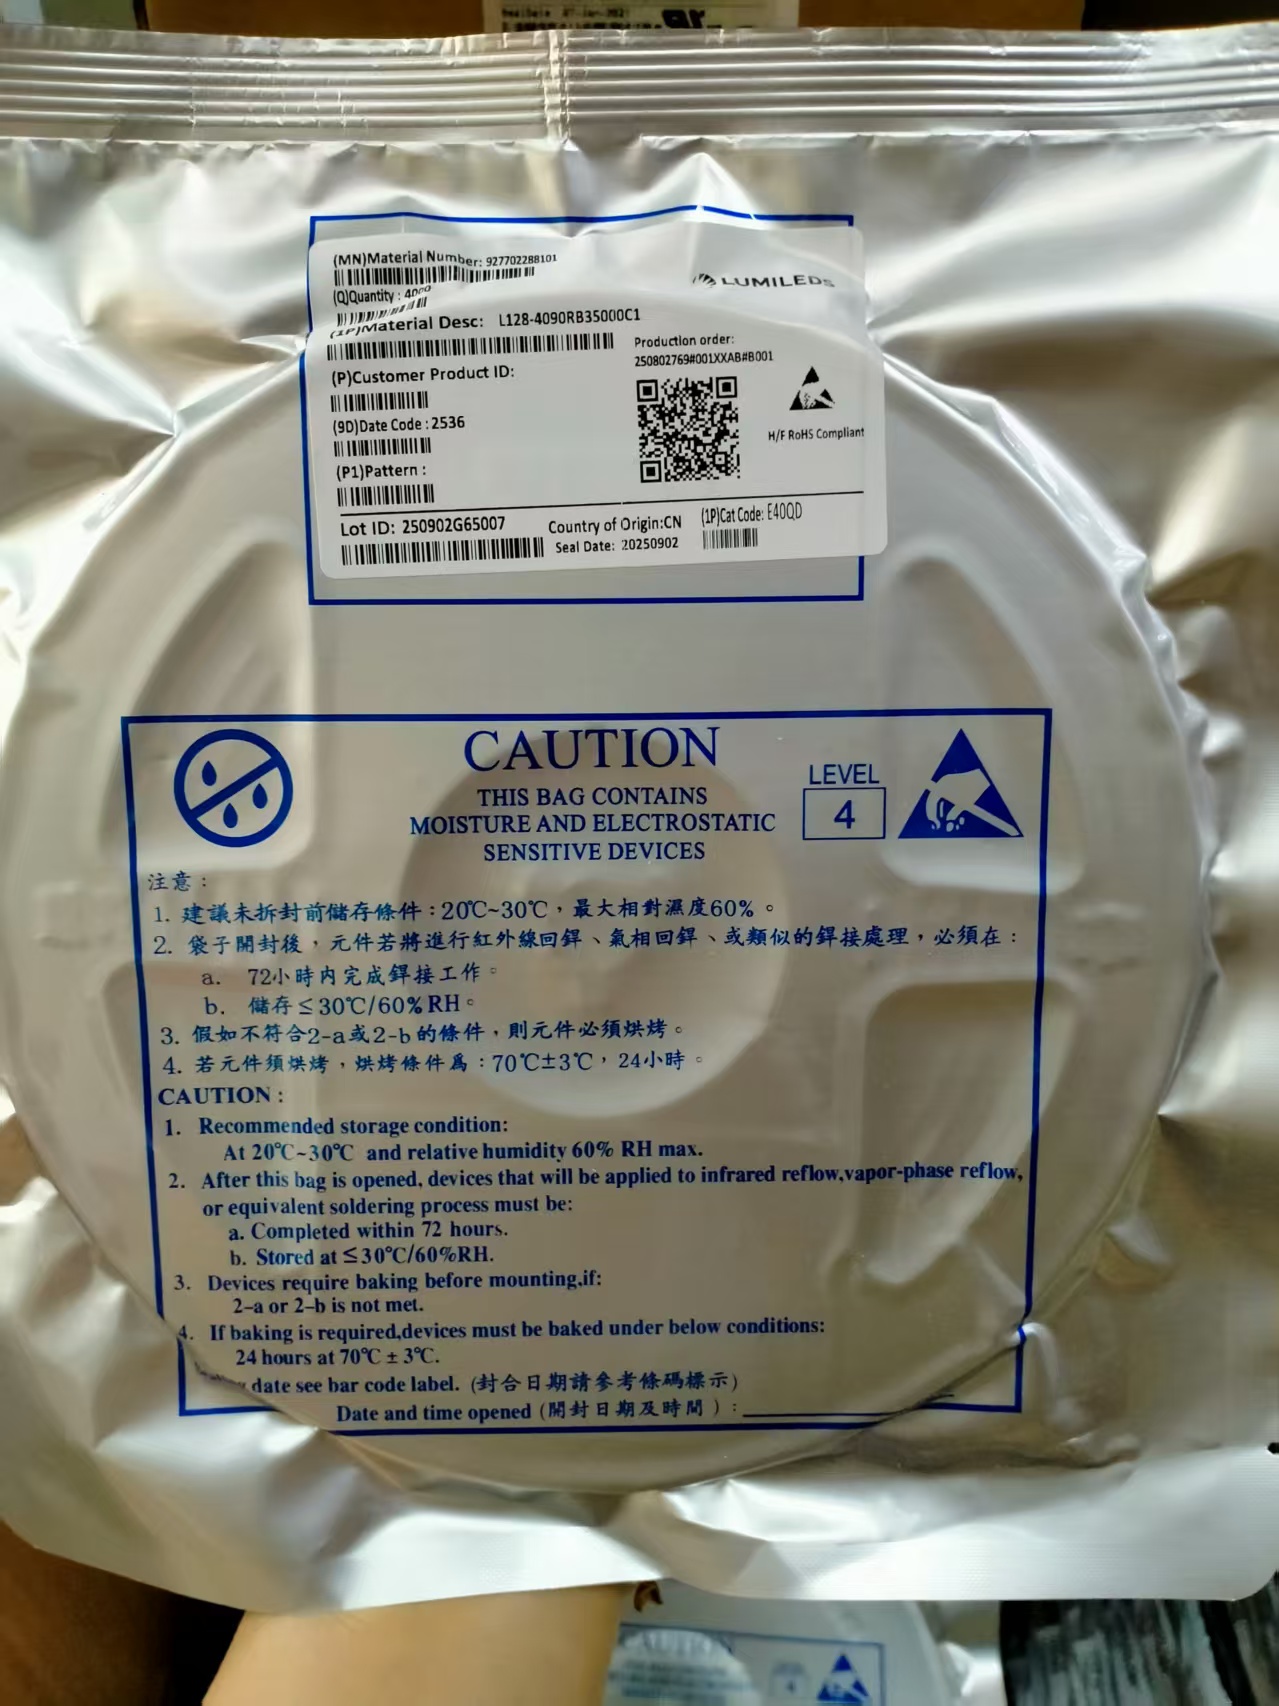 (MN)Material Number: 927702288101
(Q)Quantity : 4000
LUMILEDS
(1P)Material Desc: L128-4090RB35000C1
Production order:
250802769#001XXAB#B001
(P)Customer Product ID:
(9D)Date Code : 2536
H/F RoHS Compliant
(P1)Pattern :
Lot ID: 250902G65007
Country of Origin:CN
(1P)Cat Code: E40QD
Seal Date: 20250902
CAUTION
THIS BAG CONTAINS
MOISTURE AND ELECTROSTATIC
SENSITIVE DEVICES
LEVEL
4
注意：
1. 建議未拆封前儲存條件：20℃~30℃，最大相對濕度60%。
2. 袋子開封後，元件若將進行紅外線回銲、氣相回銲、或類似的銲接處理，必須在：
a. 72小時內完成銲接工作。
b. 儲存≤30℃/60%RH。
3. 假如不符合2-a或2-b的條件，則元件必須烘烤。
4. 若元件須烘烤，烘烤條件爲：70℃±3℃，24小時。
CAUTION :
1. Recommended storage condition:
At 20℃~30℃ and relative humidity 60% RH max.
2. After this bag is opened, devices that will be applied to infrared reflow,vapor-phase reflow,
or equivalent soldering process must be:
a. Completed within 72 hours.
b. Stored at ≤30℃/60%RH.
3. Devices require baking before mounting,if:
2-a or 2-b is not met.
4. If baking is required,devices must be baked under below conditions:
24 hours at 70℃ ± 3℃.
date see bar code label. (封合日期請參考條碼標示)
Date and time opened (開封日期及時間)：
CAUTION
4